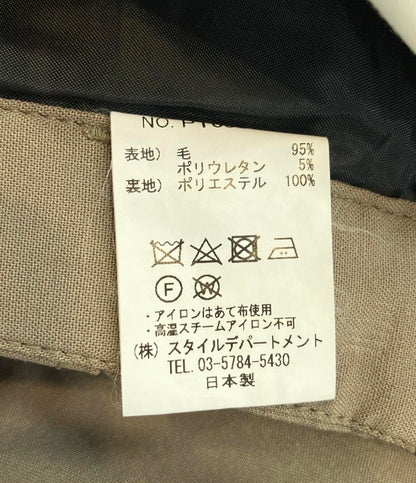 表地) 毛 95%
ポリウレタン 5%
裏地) ポリエステル 100%
F W
・アイロンはあて布使用
・高温スチームアイロン不可
(株) スタイルデパートメント
TEL. 03-5784-5430
日本製